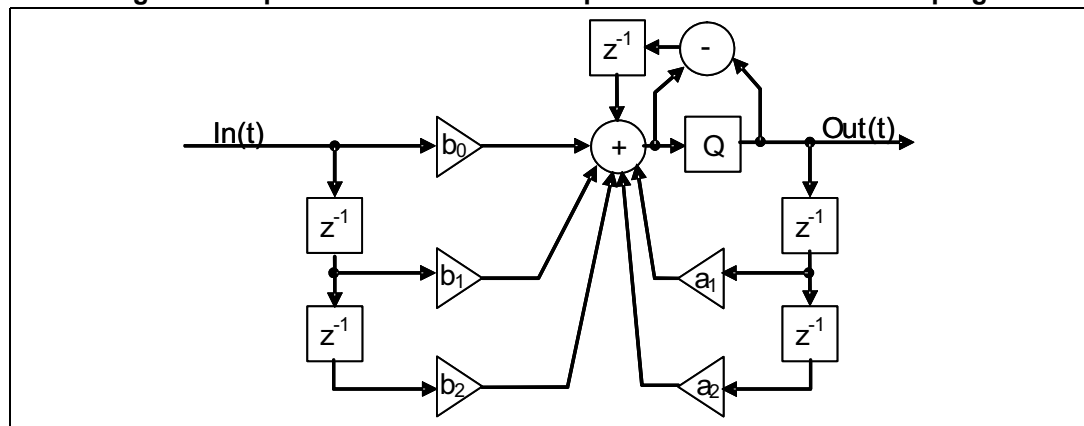 z⁻¹
-
In(t)
b₀
+
Q
Out(t)
z⁻¹
z⁻¹
b₁
a₁
z⁻¹
z⁻¹
b₂
a₂